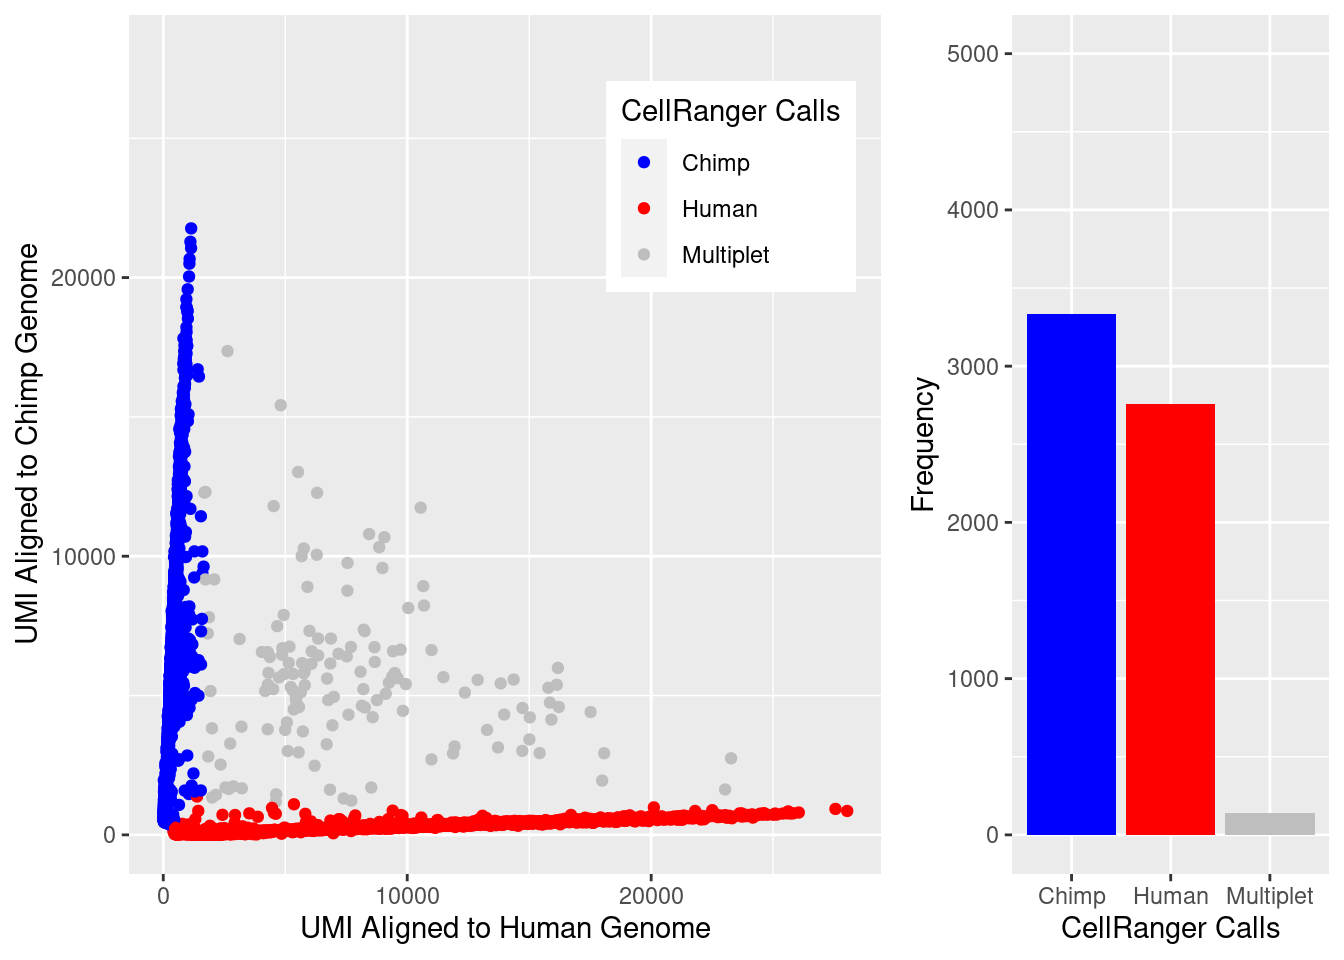 UMI Aligned to Chimp Genome
20000
10000
0
0
10000
20000
UMI Aligned to Human Genome
CellRanger Calls
Chimp
Human
Multiplet
Frequency
5000
4000
3000
2000
1000
0
Chimp
Human
Multiplet
CellRanger Calls